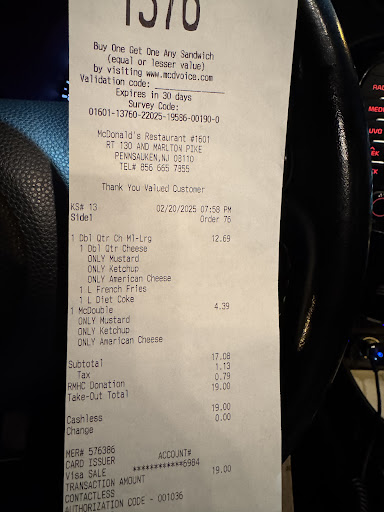 1376
Buy One Get One Any Sandwich
(equal or lesser value)
by visiting www.mcdvoice.com
Validation code:
Expires in 30 days
Survey Code:
01601-13760-22025-19586-00190-0
McDonald's Restaurant #1601
RT 130 AND MARLTON PIKE
PENNSAUKEN,NJ 08110
TEL# 856 665 7855
Thank You Valued Customer
KS# 13 02/20/2025 07:58 PM
Side1 Order 76
1 Dbl Qtr Ch Ml-Lrg 12.69
1 Dbl Qtr Cheese
ONLY Mustard
ONLY Ketchup
ONLY American Cheese
1 L French Fries
1 L Diet Coke
1 McDouble 4.39
ONLY Mustard
ONLY Ketchup
ONLY American Cheese
Subtotal 17.08
Tax 1.13
RMHC Donation 0.79
Take-Out Total 19.00
Cashless 19.00
Change 0.00
MER# 576386
CARD ISSUER ACCOUNT#
Visa SALE ************6984
TRANSACTION AMOUNT 19.00
CONTACTLESS
AUTHORIZATION CODE - 001036
RAD
MED